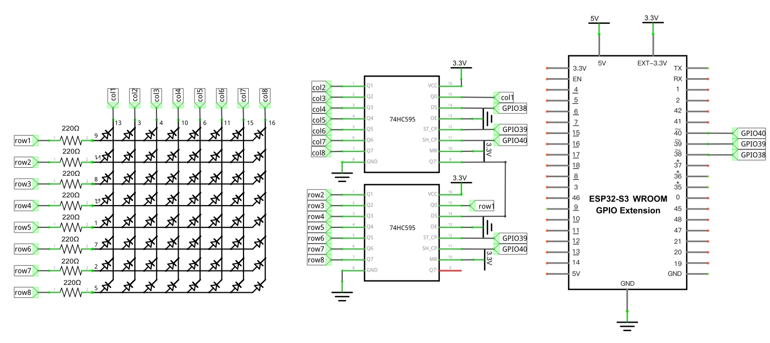 col1 col2 col3 col4 col5 col6 col7 col8
13 3 4 10 6 11 15 16
row1 220Ω 9
row2 220Ω
row3 220Ω 8
row4 220Ω
row5 220Ω 1
row6 220Ω 7
row7 220Ω 2
row8 220Ω 5
3.3V
col2 Q1 VCC
col3 Q2 Q0 col1
col4 Q3 DS GPIO38
col5 Q4 74HC595 OE
col6 Q5 ST_CP GPIO39
col7 Q6 SH_CP GPIO40
col8 Q7 MR 3.3V
GND Q7'
3.3V
row2 Q1 VCC
row3 Q2 Q0 row1
row4 Q3 DS
row5 Q4 74HC595 OE
row6 Q5 ST_CP GPIO39
row7 Q6 SH_CP GPIO40
row8 Q7 MR 3.3V
GND Q7'
5V 3.3V
5V EXT-3.3V
3.3V TX
EN RX
4 1
5 2
6 42
7 41
15 40 GPIO40
16 39 GPIO39
17 38 GPIO38
18 37
8 36
3 35
ESP32-S3 WROOM
GPIO Extension
46 0
9 45
10 48
11 47
12 21
13 20
14 19
5V GND
GND